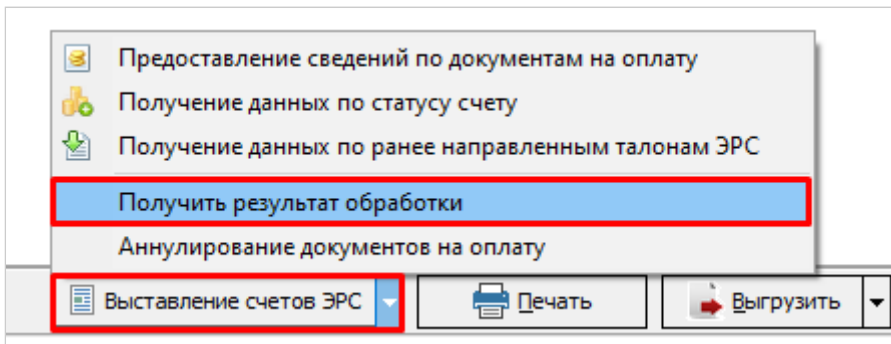 Предоставление сведений по документам на оплату
Получение данных по статусу счету
Получение данных по ранее направленным талонам ЭРС
Получить результат обработки
Аннулирование документов на оплату
Выставление счетов ЭРС Печать Выгрузить